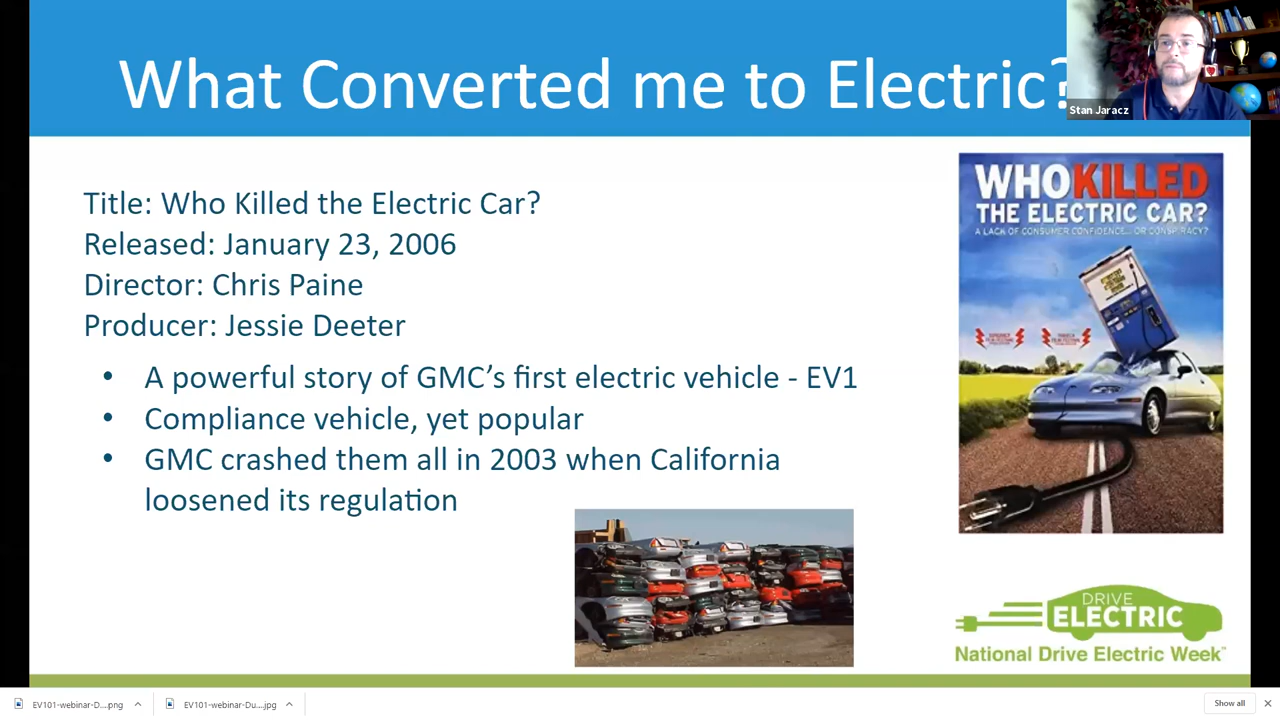 What Converted me to Electric?
Stan Jaracz
Title: Who Killed the Electric Car?
Released: January 23, 2006
Director: Chris Paine
Producer: Jessie Deeter
• A powerful story of GMC’s first electric vehicle - EV1
• Compliance vehicle, yet popular
• GMC crashed them all in 2003 when California
loosened its regulation
WHO KILLED
THE ELECTRIC CAR?
A LACK OF CONSUMER CONFIDENCE... OR CONSPIRACY?
DRIVE
ELECTRIC
National Drive Electric Week™
EV101-webinar-D....png
EV101-webinar-Du....jpg
Show all